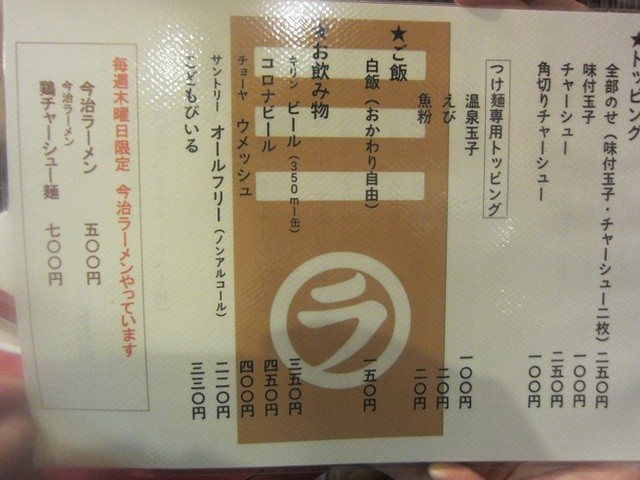 ★トッピング
全部のせ（味付玉子・チャーシュー二枚） 二五〇円
味付玉子 一〇〇円
チャーシュー 二五〇円
角切りチャーシュー 一〇〇円
つけ麺専用トッピング
温泉玉子 一〇〇円
えび 二〇円
魚粉 二〇円
★ご飯
白飯（おかわり自由） 一五〇円
★お飲み物
キリン ビール（350ml缶） 三五〇円
コロナビール 四五〇円
チョーヤ ウメッシュ 四〇〇円
サントリー オールフリー（ノンアルコール） 二二〇円
こどもびいる 三三〇円
ラ
毎週木曜日限定 今治ラーメンやっています
今治ラーメン 五〇〇円
今治ラーメン
鶏チャーシュー麺 七〇〇円